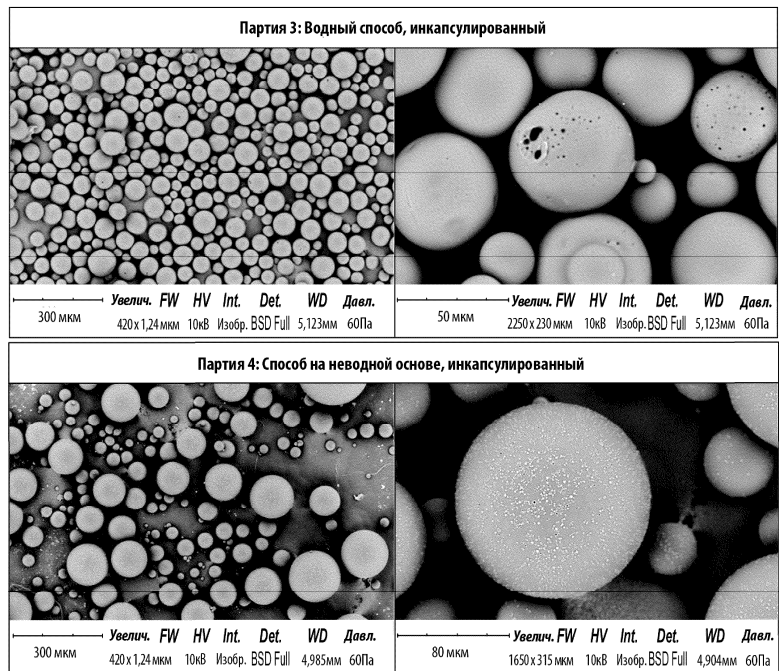 Партия 3: Водный способ, инкапсулированный
Увелич. FW HV Int. Det. WD Давл.
300 мкм 420 x 1,24 мкм 10кВ Изобр. BSD Full 5,123мм 60Па
Увелич. FW HV Int. Det. WD Давл.
50 мкм 2250 x 230 мкм 10кВ Изобр. BSD Full 5,123мм 60Па
Партия 4: Способ на неводной основе, инкапсулированный
Увелич. FW HV Int. Det. WD Давл.
300 мкм 420 x 1,24 мкм 10кВ Изобр. BSD Full 4,985мм 60Па
Увелич. FW HV Int. Det. WD Давл.
80 мкм 1650 x 315 мкм 10кВ Изобр. BSD Full 4,904мм 60Па